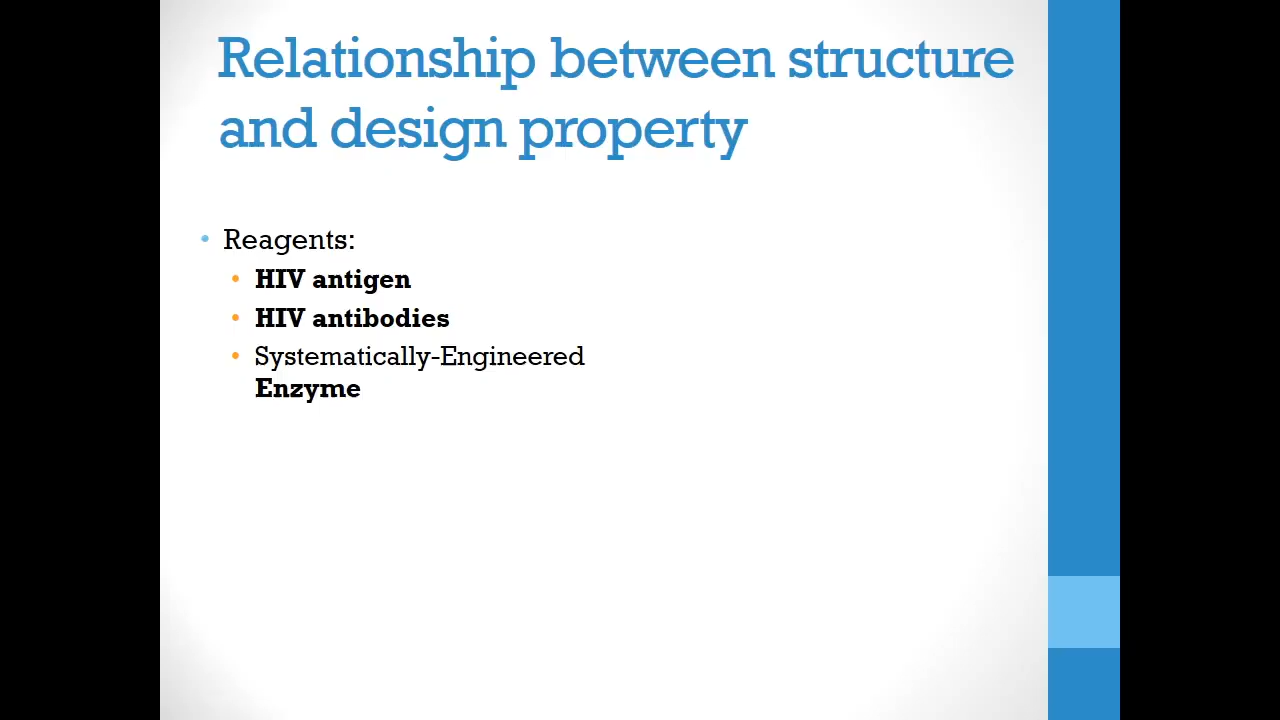 Relationship between structure
and design property
• Reagents:
• HIV antigen
• HIV antibodies
• Systematically-Engineered
Enzyme